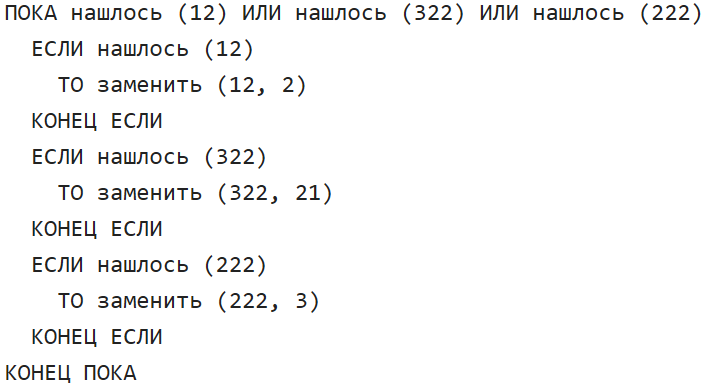 ПОКА нашлось (12) ИЛИ нашлось (322) ИЛИ нашлось (222)
ЕСЛИ нашлось (12)
ТО заменить (12, 2)
КОНЕЦ ЕСЛИ
ЕСЛИ нашлось (322)
ТО заменить (322, 21)
КОНЕЦ ЕСЛИ
ЕСЛИ нашлось (222)
ТО заменить (222, 3)
КОНЕЦ ЕСЛИ
КОНЕЦ ПОКА